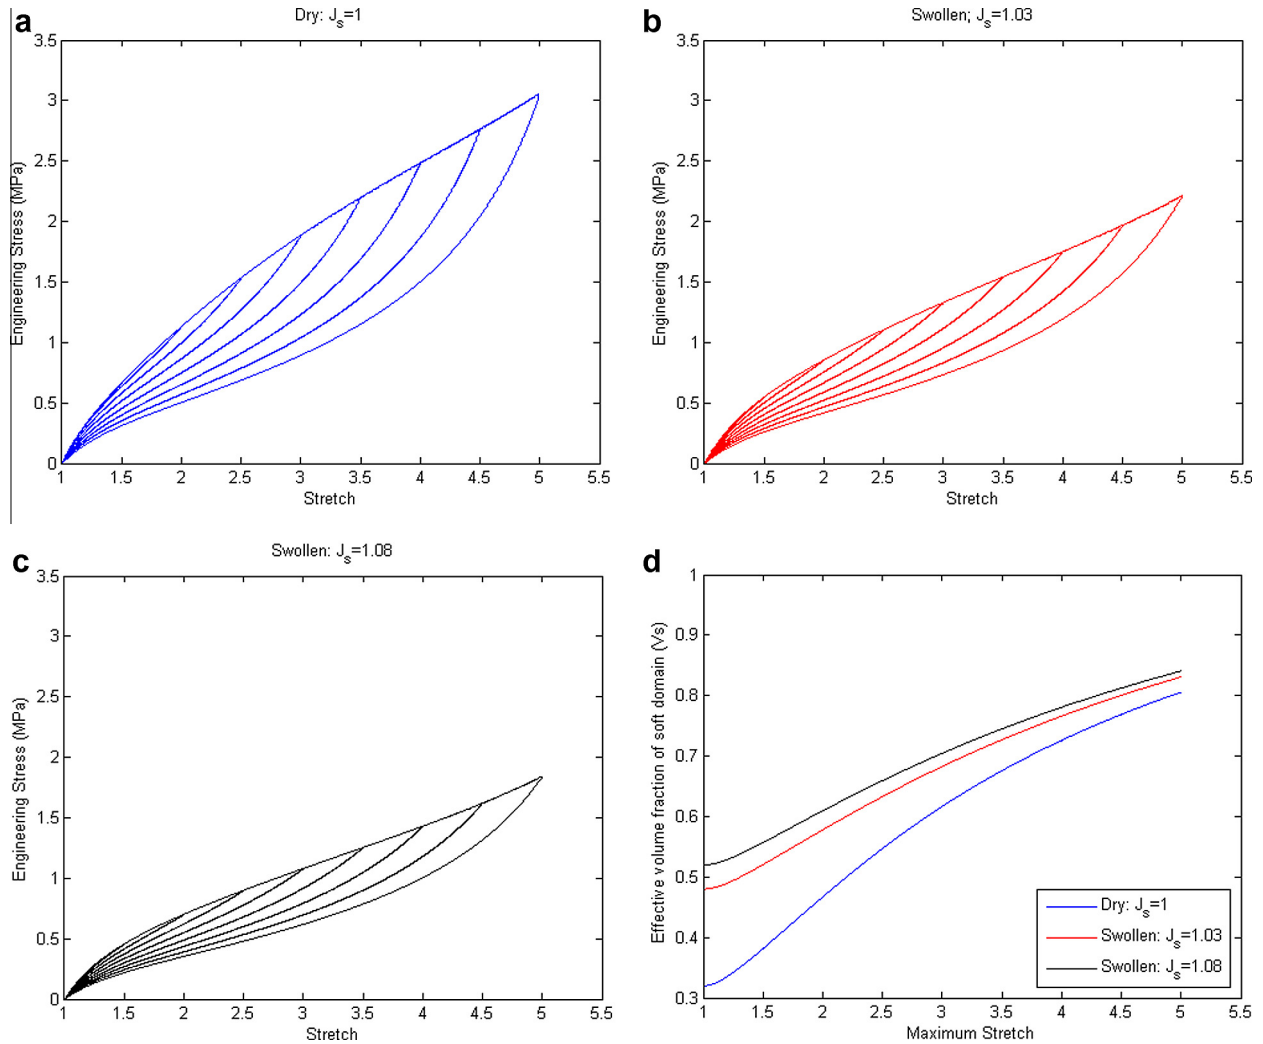 a
Dry: J_s=1
3.5
3
2.5
2
1.5
1
0.5
0
Engineering Stress (MPa)
1 1.5 2 2.5 3 3.5 4 4.5 5 5.5
Stretch
b
Swollen; J_s=1.03
3.5
3
2.5
2
1.5
1
0.5
0
Engineering Stress (MPa)
1 1.5 2 2.5 3 3.5 4 4.5 5 5.5
Stretch
c
Swollen: J_s=1.08
3.5
3
2.5
2
1.5
1
0.5
0
Engineering Stress (MPa)
1 1.5 2 2.5 3 3.5 4 4.5 5 5.5
Stretch
d
1
0.9
0.8
0.7
0.6
0.5
0.4
0.3
Effective volume fraction of soft domain (Vs)
Dry: J_s=1
Swollen: J_s=1.03
Swollen: J_s=1.08
1 1.5 2 2.5 3 3.5 4 4.5 5 5.5
Maximum Stretch